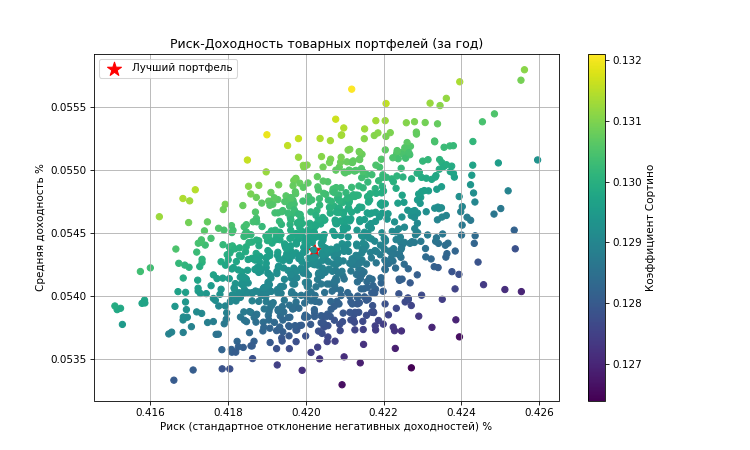 Риск-Доходность товарных портфелей (за год)
Лучший портфель
Средняя доходность %
0.0555
0.0550
0.0545
0.0540
0.0535
0.416 0.418 0.420 0.422 0.424 0.426
Риск (стандартное отклонение негативных доходностей) %
0.132
0.131
0.130
0.129
0.128
0.127
Коэффициент Сортино